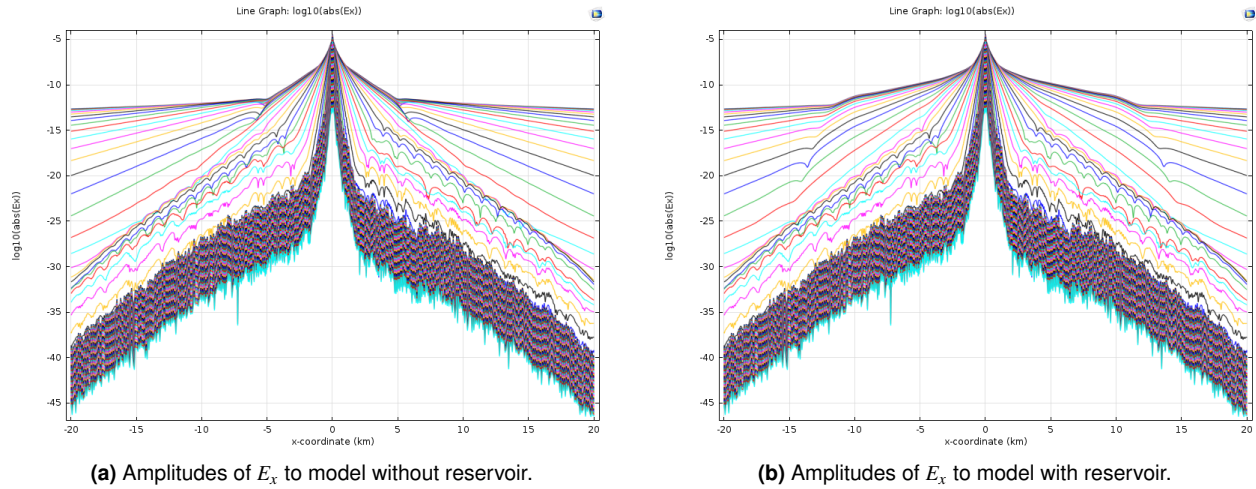 Line Graph: log10(abs(Ex))
-5
-10
-15
-20
-25
-30
-35
-40
-45
log10(abs(Ex))
-20 -15 -10 -5 0 5 10 15 20
x-coordinate (km)
(a) Amplitudes of Eₓ to model without reservoir.
Line Graph: log10(abs(Ex))
-5
-10
-15
-20
-25
-30
-35
-40
-45
log10(abs(Ex))
-20 -15 -10 -5 0 5 10 15 20
x-coordinate (km)
(b) Amplitudes of Eₓ to model with reservoir.